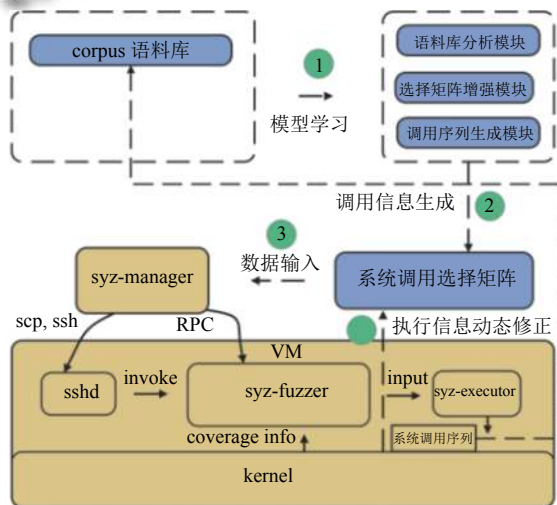 corpus 语料库
1
模型学习
语料库分析模块
选择矩阵增强模块
调用序列生成模块
调用信息生成
2
3
数据输入
syz-manager
系统调用选择矩阵
scp, ssh
RPC
执行信息动态修正
VM
sshd
invoke
syz-fuzzer
input
syz-executor
coverage info
系统调用序列
kernel